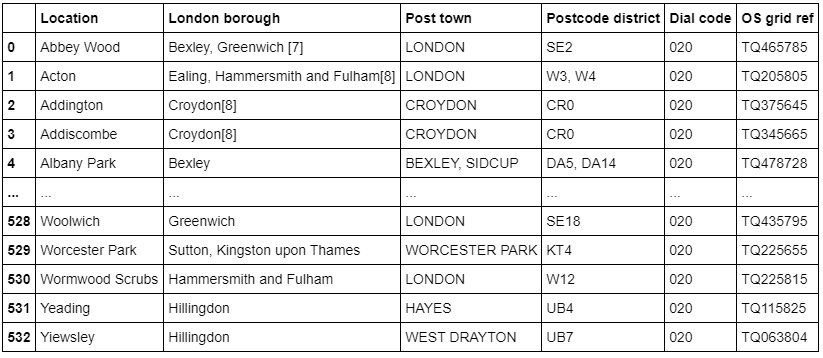 Location London borough Post town Postcode district Dial code OS grid ref
0 Abbey Wood Bexley, Greenwich [7] LONDON SE2 020 TQ465785
1 Acton Ealing, Hammersmith and Fulham[8] LONDON W3, W4 020 TQ205805
2 Addington Croydon[8] CROYDON CR0 020 TQ375645
3 Addiscombe Croydon[8] CROYDON CR0 020 TQ345665
4 Albany Park Bexley BEXLEY, SIDCUP DA5, DA14 020 TQ478728
... ... ... ... ... ... ...
528 Woolwich Greenwich LONDON SE18 020 TQ435795
529 Worcester Park Sutton, Kingston upon Thames WORCESTER PARK KT4 020 TQ225655
530 Wormwood Scrubs Hammersmith and Fulham LONDON W12 020 TQ225815
531 Yeading Hillingdon HAYES UB4 020 TQ115825
532 Yiewsley Hillingdon WEST DRAYTON UB7 020 TQ063804